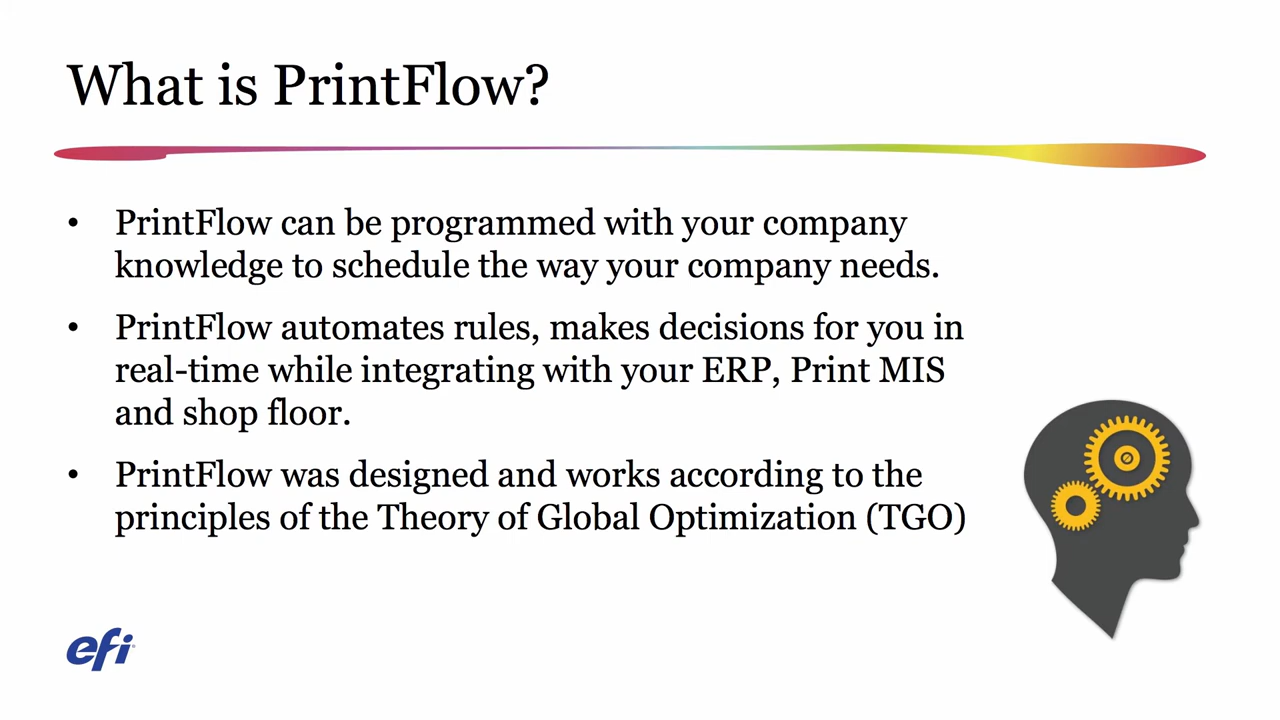 What is PrintFlow?
• PrintFlow can be programmed with your company
knowledge to schedule the way your company needs.
• PrintFlow automates rules, makes decisions for you in
real-time while integrating with your ERP, Print MIS
and shop floor.
• PrintFlow was designed and works according to the
principles of the Theory of Global Optimization (TGO)
efi